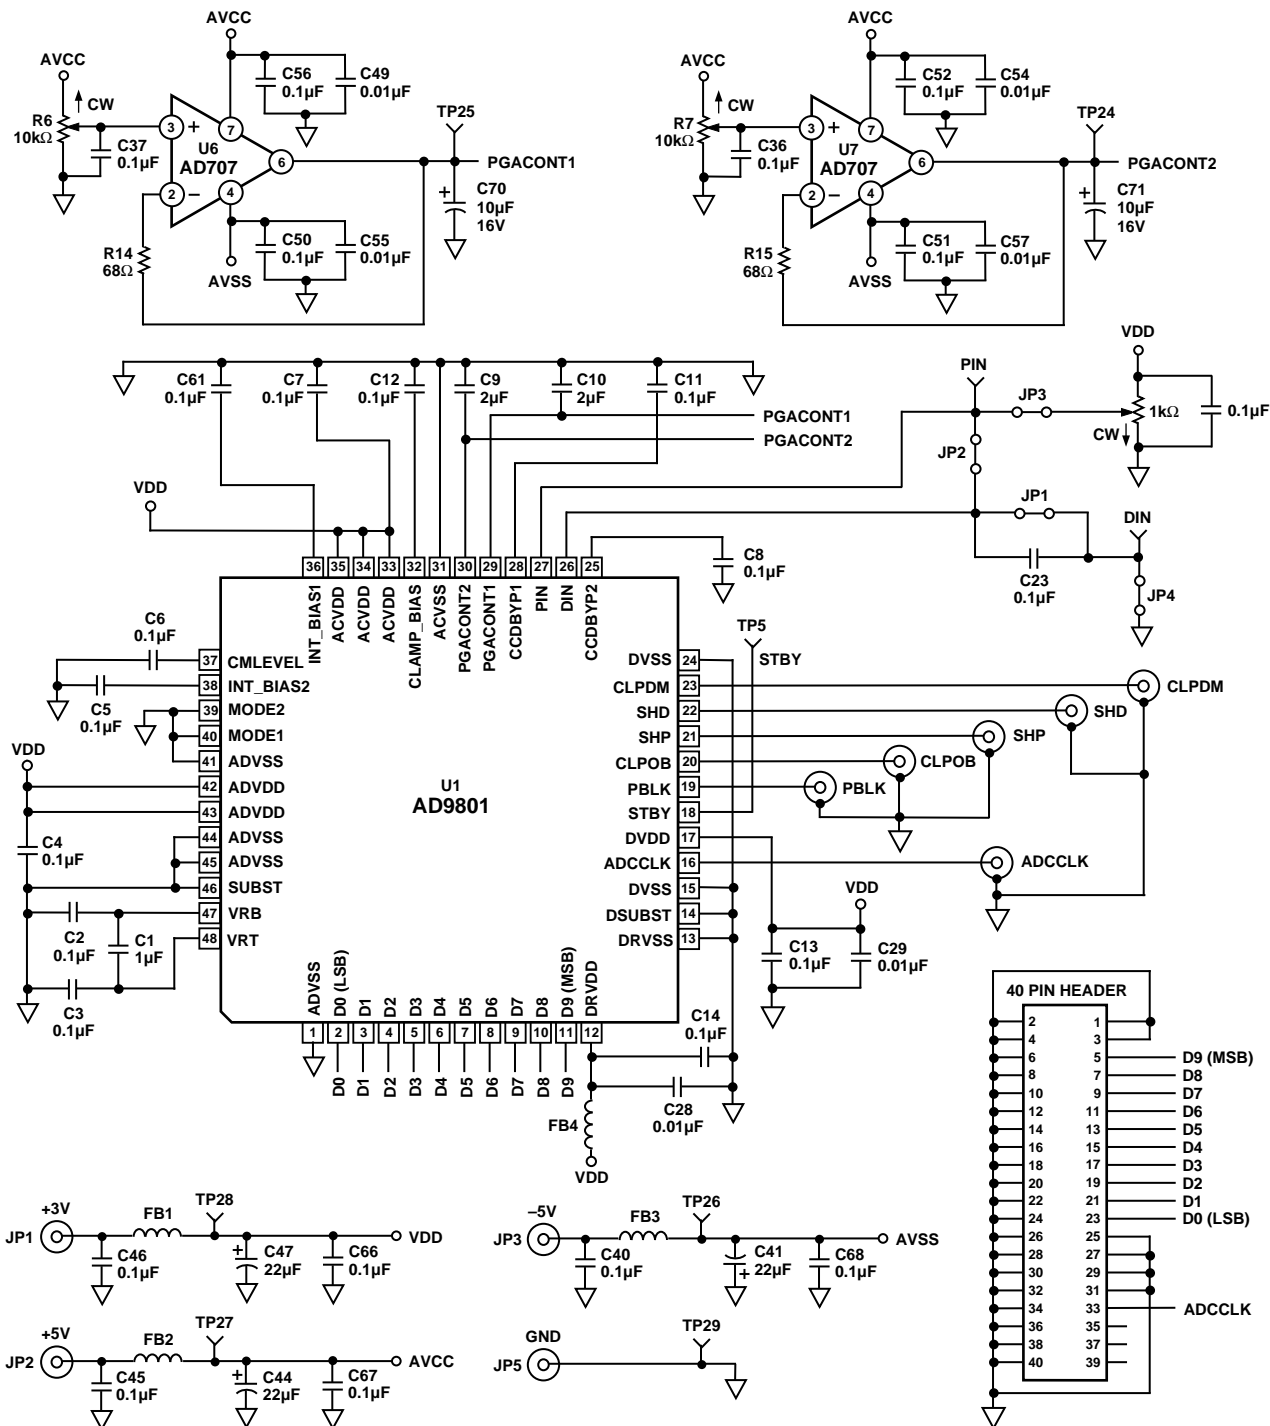 AVCC
AVCC
CW
R6
10kΩ
C37
0.1µF
3
+
2
–
U6
AD707
7
4
6
C56
0.1µF
C49
0.01µF
TP25
PGACONT1
C70
+
10µF
16V
C50
0.1µF
C55
0.01µF
AVSS
R14
68Ω
AVCC
AVCC
CW
R7
10kΩ
C36
0.1µF
3
+
2
–
U7
AD707
7
4
6
C52
0.1µF
C54
0.01µF
TP24
PGACONT2
C71
+
10µF
16V
C51
0.1µF
C57
0.01µF
AVSS
R15
68Ω
C61
0.1µF
C7
0.1µF
C12
0.1µF
C9
2µF
C10
2µF
C11
0.1µF
PGACONT1
PGACONT2
VDD
PIN
JP3
1kΩ
CW
0.1µF
JP2
JP1
DIN
C23
0.1µF
JP4
VDD
C8
0.1µF
36 35 34 33 32 31 30 29 28 27 26 25
INT_BIAS1
ACVDD
ACVDD
ACVDD
CLAMP_BIAS
ACVSS
PGACONT2
PGACONT1
CCDBYP1
PIN
DIN
CCDBYP2
TP5
STBY
C6
0.1µF
C5
0.1µF
VDD
C4
0.1µF
C2
0.1µF
C1
1µF
C3
0.1µF
37 CMLEVEL
38 INT_BIAS2
39 MODE2
40 MODE1
41 ADVSS
42 ADVDD
43 ADVDD
44 ADVSS
45 ADVSS
46 SUBST
47 VRB
48 VRT
U1
AD9801
DVSS 24
CLPDM 23
SHD 22
SHP 21
CLPOB 20
PBLK 19
STBY 18
DVDD 17
ADCCLK 16
DVSS 15
DSUBST 14
DRVSS 13
CLPDM
SHD
SHP
CLPOB
PBLK
ADCCLK
VDD
C13
0.1µF
C29
0.01µF
ADVSS
D0 (LSB)
D1
D2
D3
D4
D5
D6
D7
D8
D9 (MSB)
DRVDD
1 2 3 4 5 6 7 8 9 10 11 12
D0
D1
D2
D3
D4
D5
D6
D7
D8
D9
C14
0.1µF
C28
0.01µF
FB4
VDD
40 PIN HEADER
2 1
4 3
6 5 D9 (MSB)
8 7 D8
10 9 D7
12 11 D6
14 13 D5
16 15 D4
18 17 D3
20 19 D2
22 21 D1
24 23 D0 (LSB)
26 25
28 27
30 29
32 31
34 33 ADCCLK
36 35
38 37
40 39
+3V
JP1
FB1
TP28
VDD
C46
0.1µF
+
C47
22µF
C66
0.1µF
–5V
JP3
FB3
TP26
AVSS
C40
0.1µF
C41
22µF
+
C68
0.1µF
+5V
JP2
FB2
TP27
AVCC
C45
0.1µF
+
C44
22µF
C67
0.1µF
GND
JP5
TP29